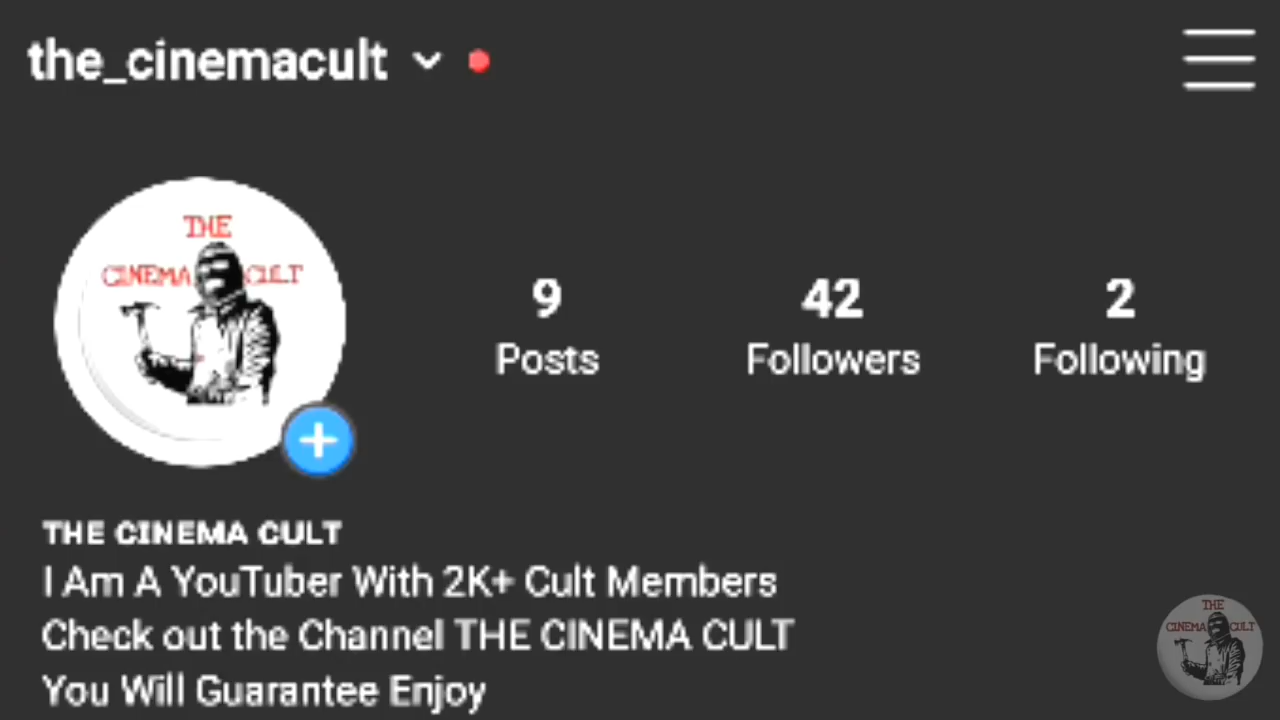 the_cinemacult
THE
CINEMA CULT
9
42
2
Posts
Followers
Following
THE CINEMA CULT
I Am A YouTuber With 2K+ Cult Members
Check out the Channel THE CINEMA CULT
You Will Guarantee Enjoy
THE
CINEMA CULT